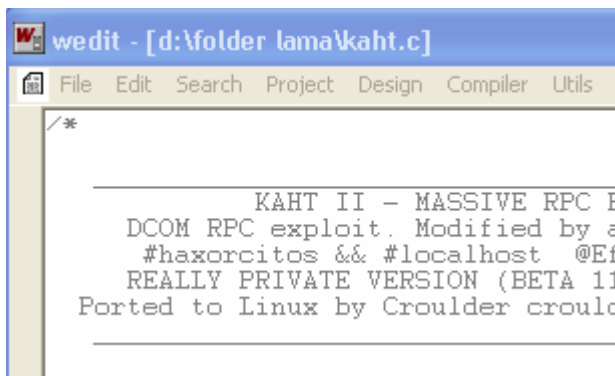 wedit - [d:\folder lama\kaht.c]
File Edit Search Project Design Compiler Utils
/*
KAHT II - MASSIVE RPC
DCOM RPC exploit. Modified by
#haxorcitos && #localhost
REALLY PRIVATE VERSION (BETA 11
Ported to Linux by Croulder